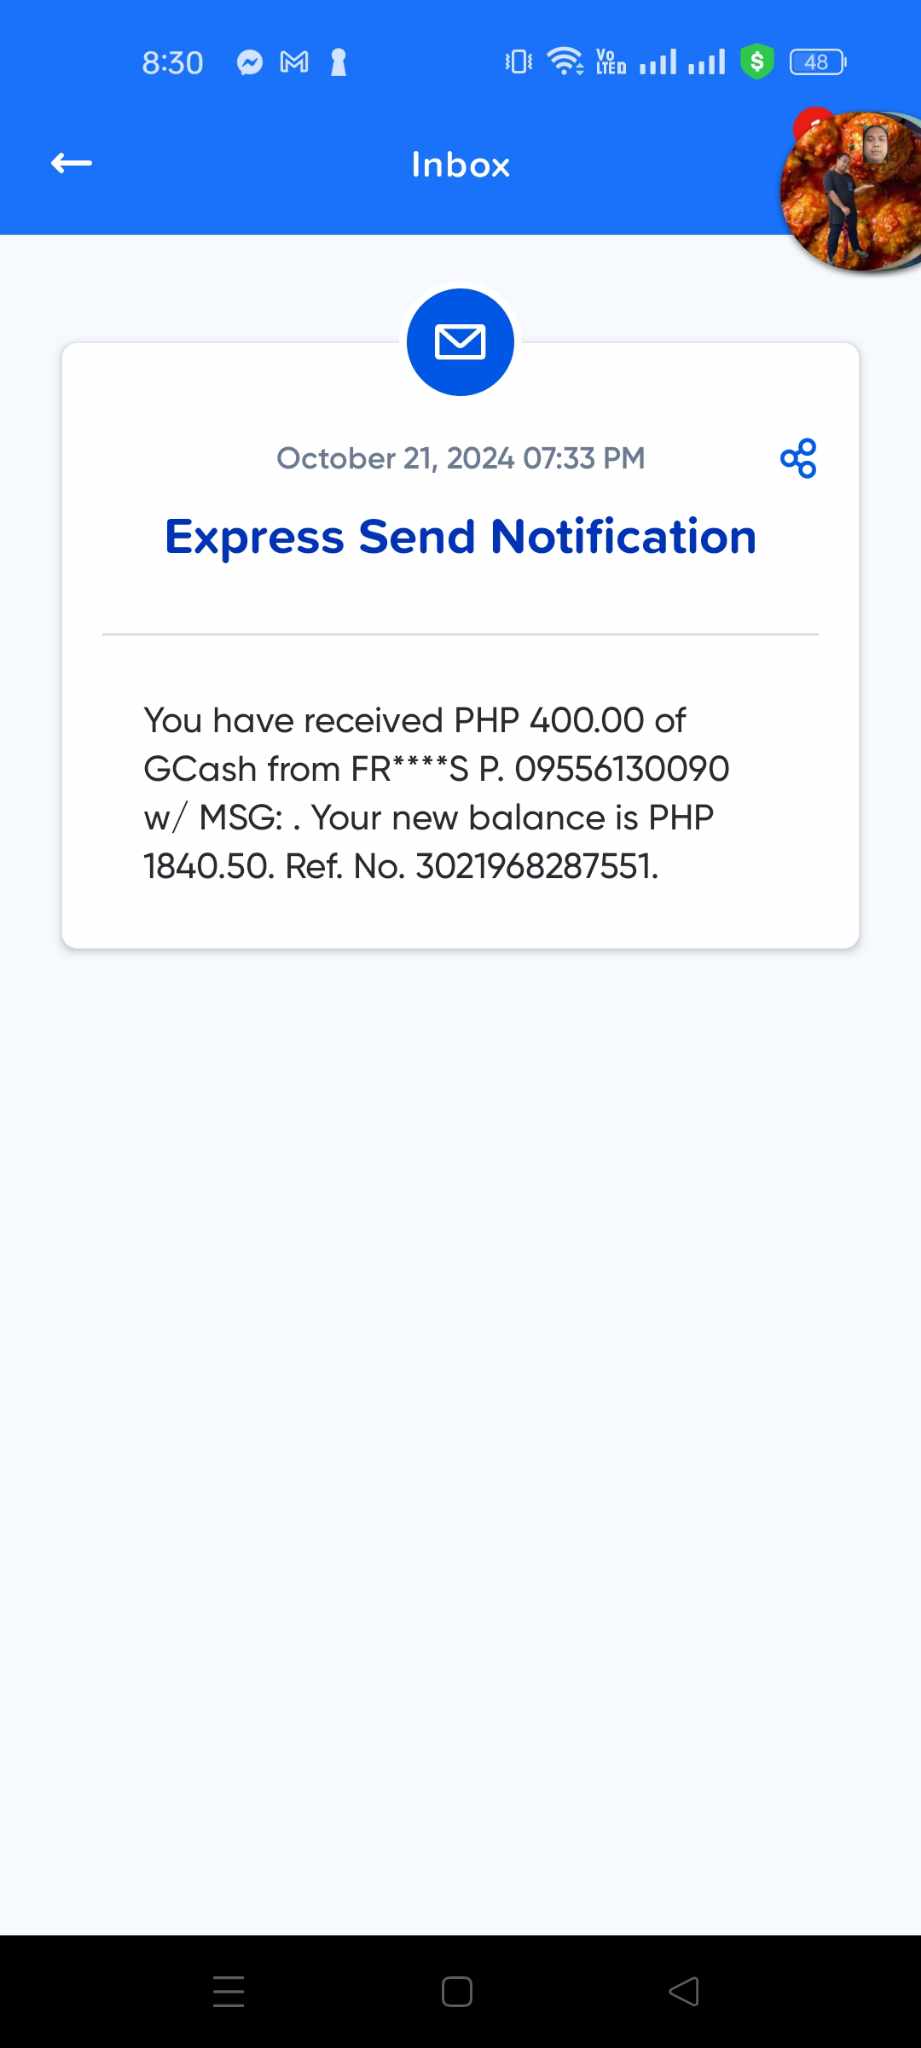 8:30
VO
LTED
48
Inbox
October 21, 2024 07:33 PM
Express Send Notification
You have received PHP 400.00 of
GCash from FR****S P. 09556130090
w/ MSG: . Your new balance is PHP
1840.50. Ref. No. 3021968287551.